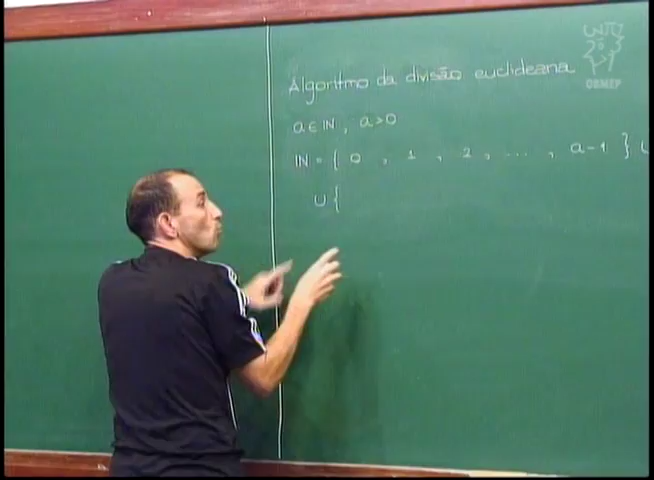 Algoritmo da divisão euclideana
a ∈ IN, a > 0
IN = { 0 , 1 , 2 , ... , a-1 } U
U {
OBMEP